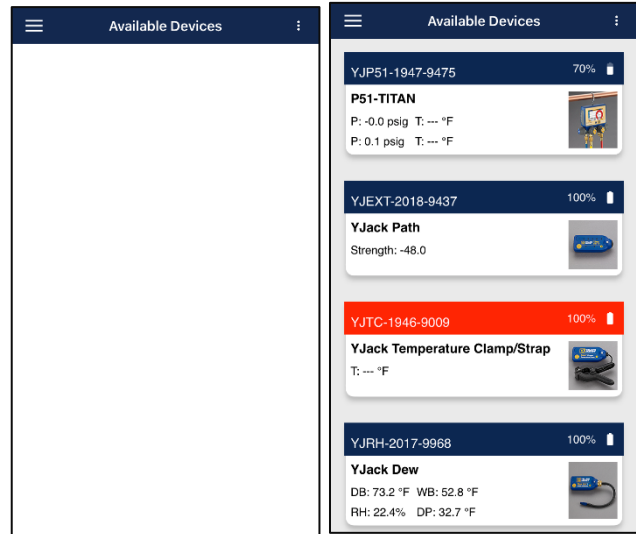 Available Devices
Available Devices
YJP51-1947-9475 70%
P51-TITAN
P: -0.0 psig T: --- °F
P: 0.1 psig T: --- °F
YJEXT-2018-9437 100%
YJack Path
Strength: -48.0
YJTC-1946-9009 100%
YJack Temperature Clamp/Strap
T: --- °F
YJRH-2017-9968 100%
YJack Dew
DB: 73.2 °F WB: 52.8 °F
RH: 22.4% DP: 32.7 °F